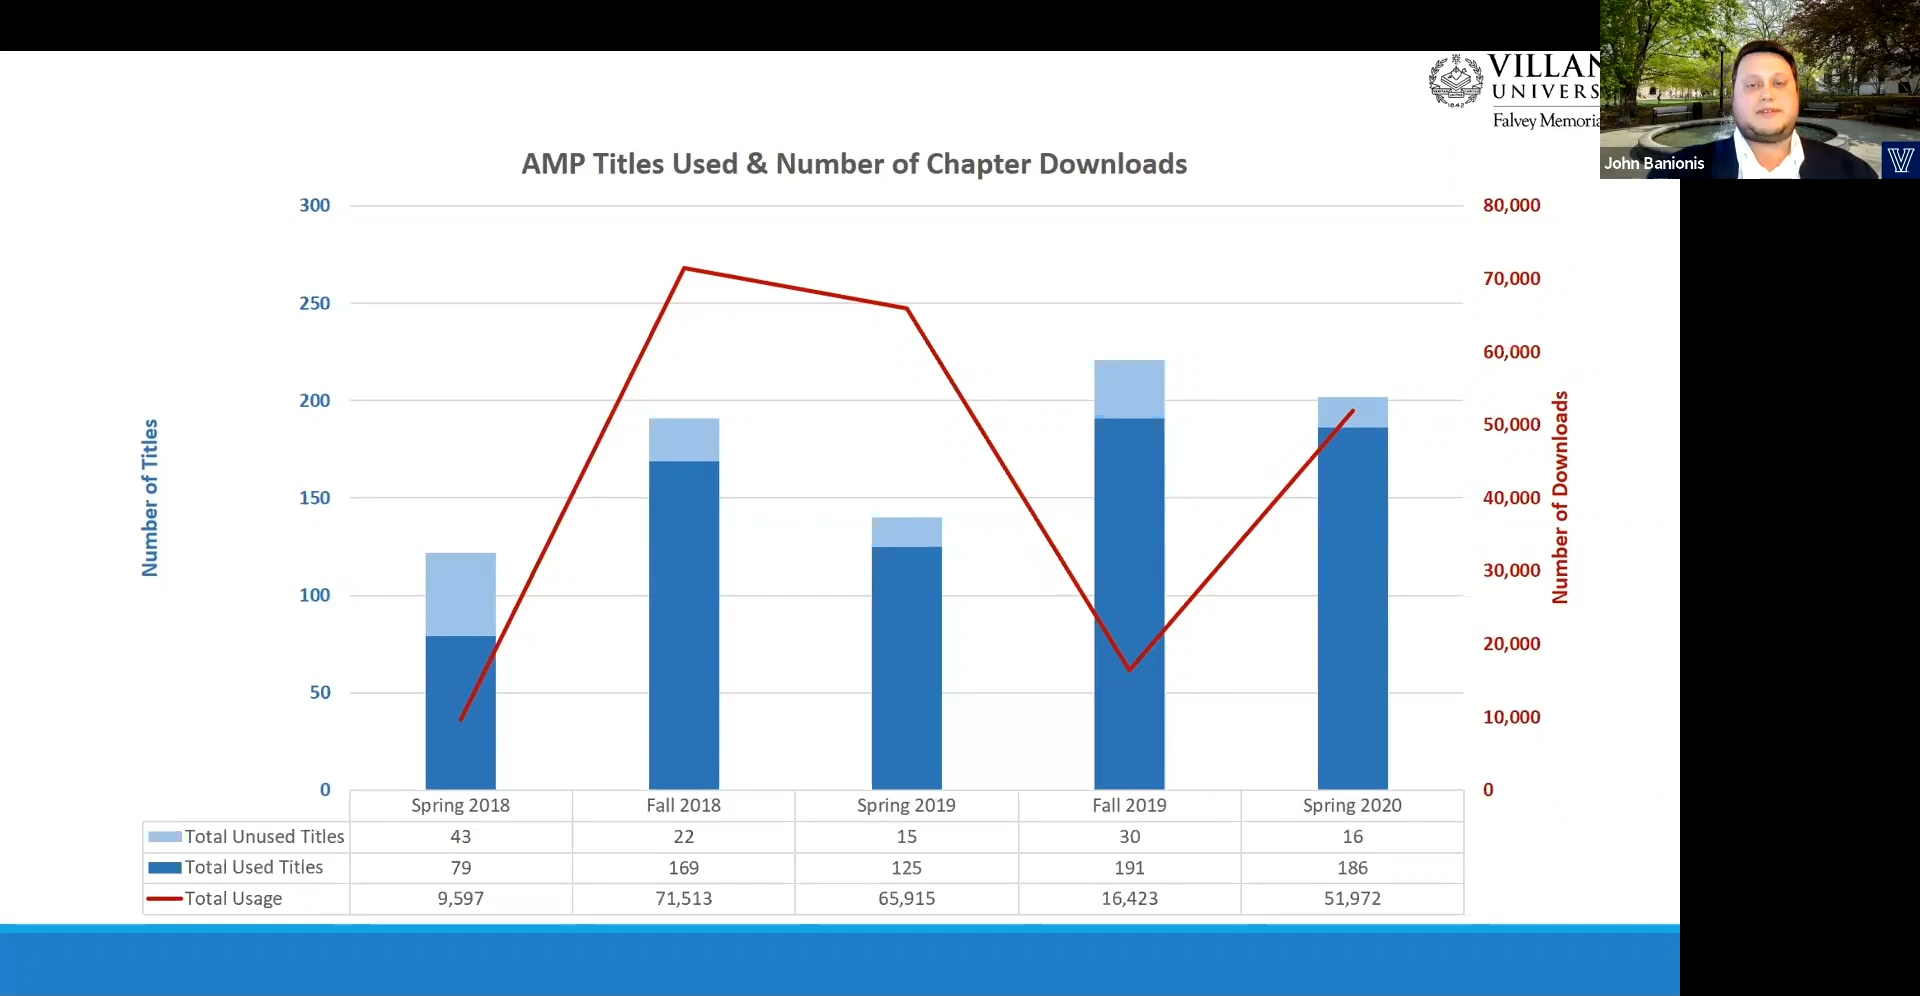 VILLAN
UNIVERS
Falvey Memoria
John Banionis
AMP Titles Used & Number of Chapter Downloads
300
250
200
150
100
50
0
Number of Titles
80,000
70,000
60,000
50,000
40,000
30,000
20,000
10,000
0
Number of Downloads
Spring 2018 Fall 2018 Spring 2019 Fall 2019 Spring 2020
Total Unused Titles 43 22 15 30 16
Total Used Titles 79 169 125 191 186
Total Usage 9,597 71,513 65,915 16,423 51,972